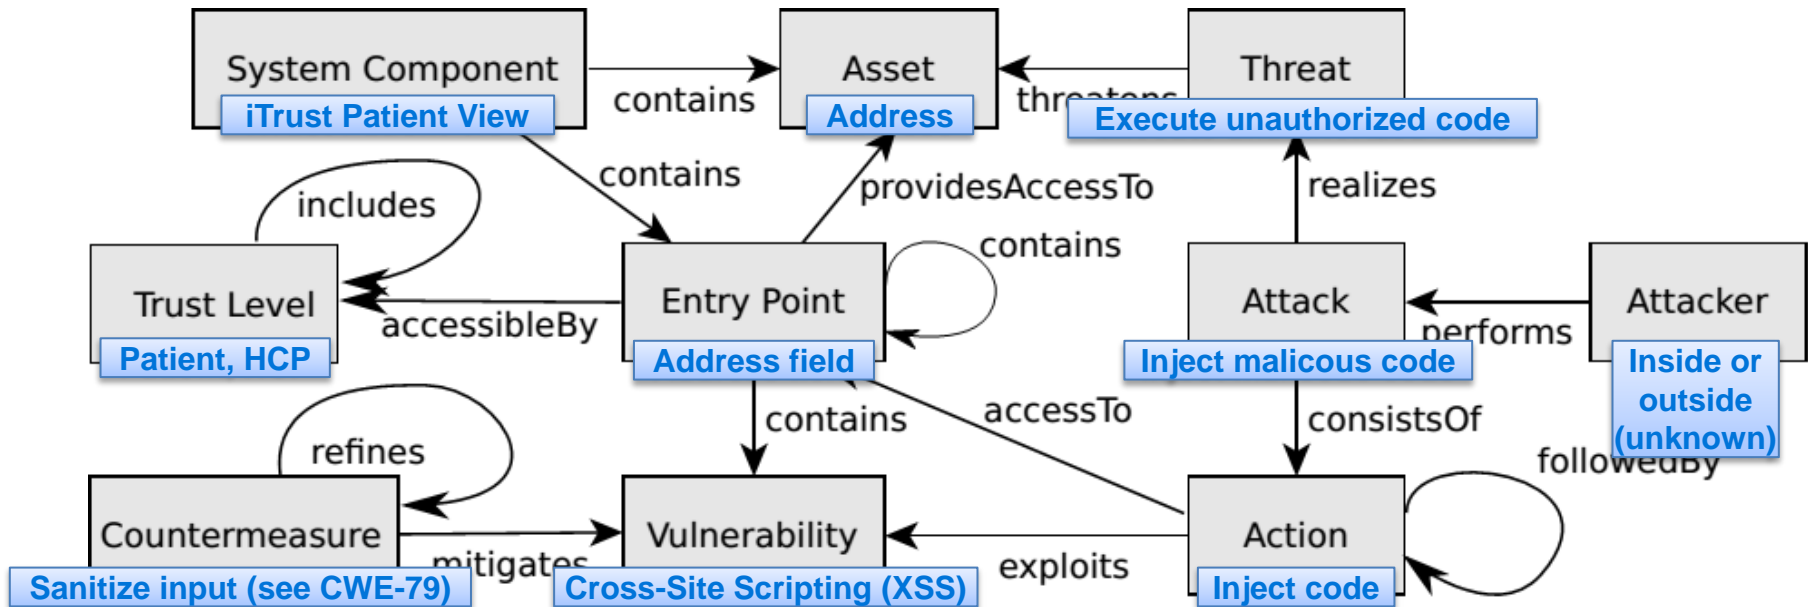 System Component
iTrust Patient View
contains
Asset
Address
threatens
Threat
Execute unauthorized code
contains
providesAccessTo
realizes
includes
contains
Trust Level
Patient, HCP
accessibleBy
Entry Point
Address field
Attack
Inject malicous code
performs
Attacker
Inside or
outside
(unknown)
contains
accessTo
consistsOf
refines
followedBy
Countermeasure
Sanitize input (see CWE-79)
mitigates
Vulnerability
Cross-Site Scripting (XSS)
exploits
Action
Inject code